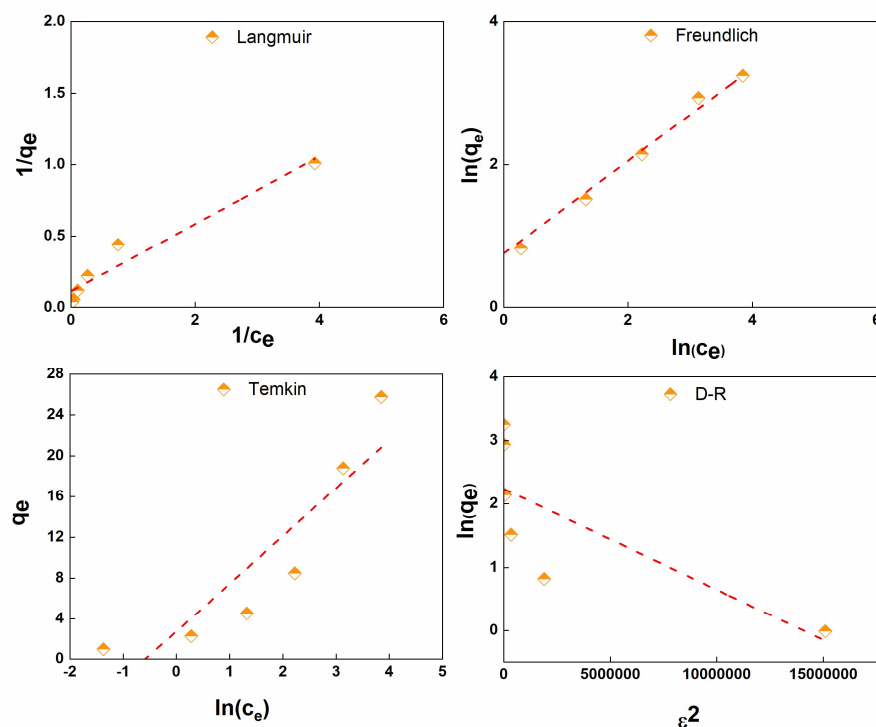 Langmuir
2.0
1.5
1.0
0.5
0.0
1/qe
0 2 4 6
1/ce
Freundlich
4
2
0
ln(qe)
0 2 4 6
ln(ce)
Temkin
28
24
20
16
12
8
4
0
qe
-2 -1 0 1 2 3 4 5
ln(ce)
D-R
4
3
2
1
0
ln(qe)
0 5000000 10000000 15000000
ε2